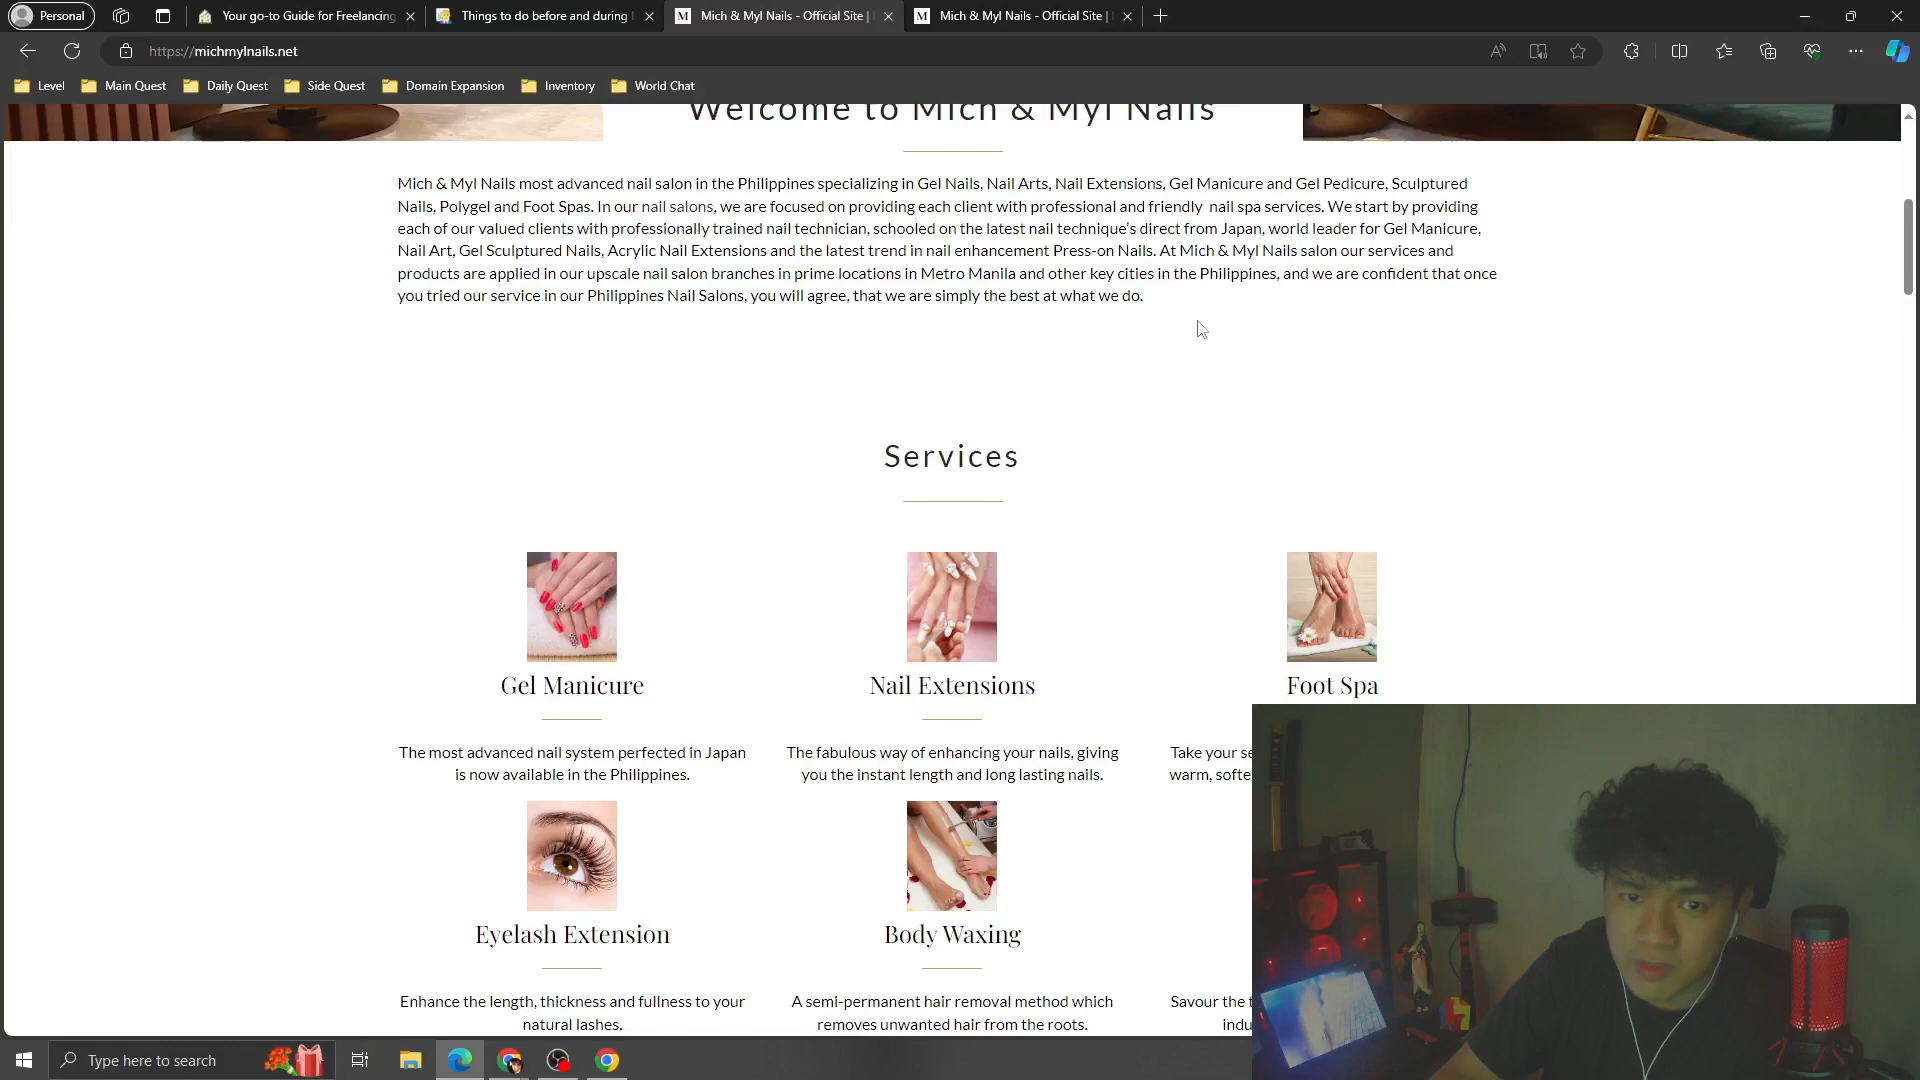 Personal
Your go-to Guide for Freelancing
Things to do before and during
Mich & Myl Nails - Official Site |
Mich & Myl Nails - Official Site |
https://michmylnails.net
Level
Main Quest
Daily Quest
Side Quest
Domain Expansion
Inventory
World Chat
Welcome to Mich & Myl Nails
Mich & Myl Nails most advanced nail salon in the Philippines specializing in Gel Nails, Nail Arts, Nail Extensions, Gel Manicure and Gel Pedicure, Sculptured
Nails, Polygel and Foot Spas. In our nail salons, we are focused on providing each client with professional and friendly nail spa services. We start by providing
each of our valued clients with professionally trained nail technician, schooled on the latest nail technique's direct from Japan, world leader for Gel Manicure,
Nail Art, Gel Sculptured Nails, Acrylic Nail Extensions and the latest trend in nail enhancement Press-on Nails. At Mich & Myl Nails salon our services and
products are applied in our upscale nail salon branches in prime locations in Metro Manila and other key cities in the Philippines, and we are confident that once
you tried our service in our Philippines Nail Salons, you will agree, that we are simply the best at what we do.
Services
Gel Manicure
Nail Extensions
Foot Spa
The most advanced nail system perfected in Japan
is now available in the Philippines.
The fabulous way of enhancing your nails, giving
you the instant length and long lasting nails.
Take your se
warm, softe
Eyelash Extension
Body Waxing
Enhance the length, thickness and fullness to your
natural lashes.
A semi-permanent hair removal method which
removes unwanted hair from the roots.
Savour the t
indu
Type here to search